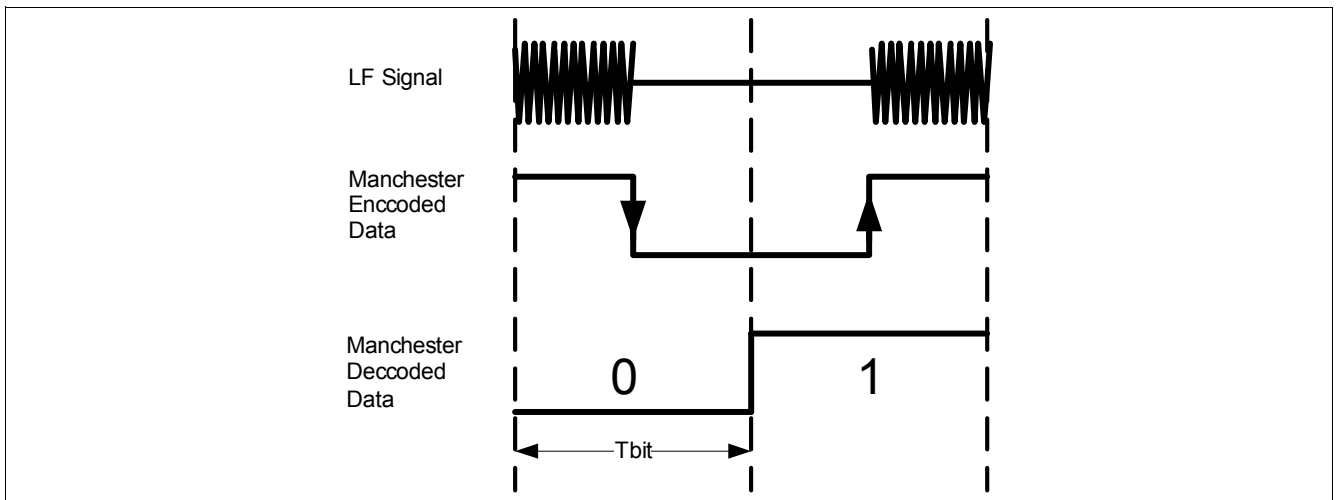 LF Signal
Manchester
Enccoded
Data
Manchester
Deccoded
Data
0
1
Tbit